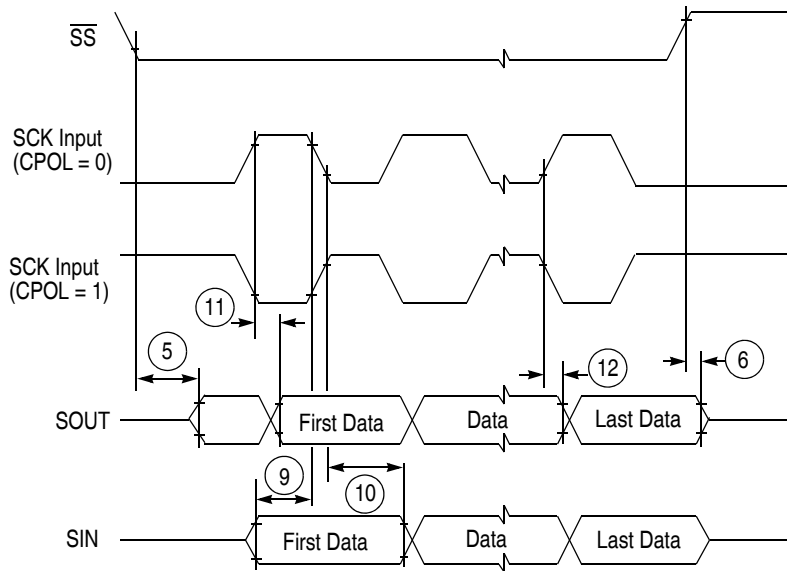 SS
SCK Input
(CPOL = 0)
SCK Input
(CPOL = 1)
11
5
12
6
SOUT
First Data
Data
Last Data
9
10
SIN
First Data
Data
Last Data